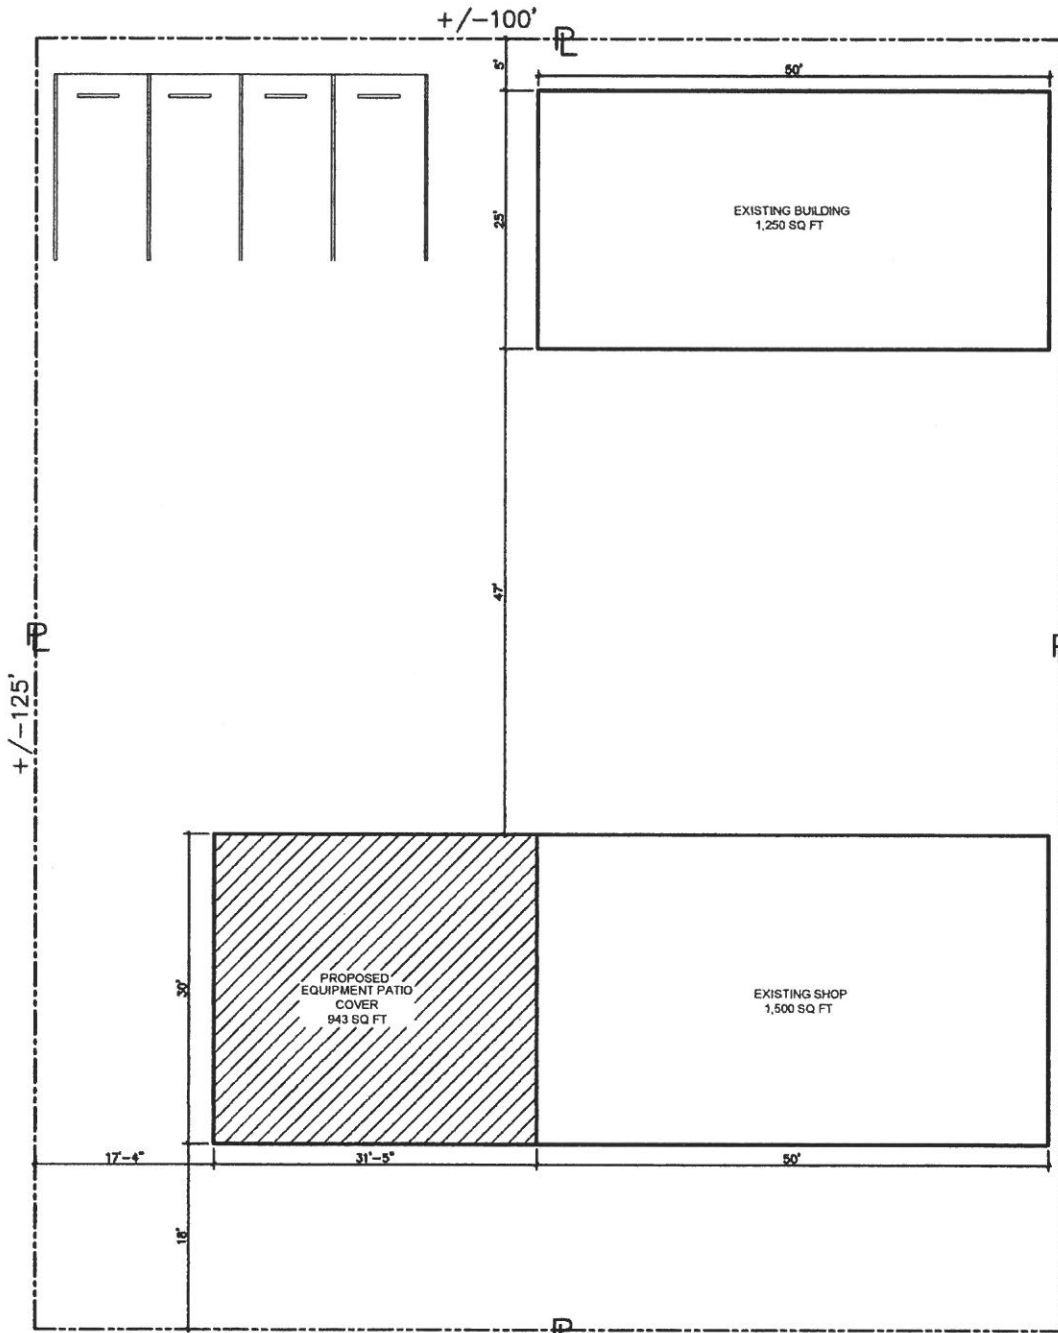 +/-100'
PL
5'
50'
EXISTING BUILDING
1,250 SQ FT
25'
47'
PL
P
+/-125'
30'
PROPOSED
EQUIPMENT PATIO
COVER
943 SQ FT
EXISTING SHOP
1,500 SQ FT
17'-4"
31'-5"
50'
18'
P